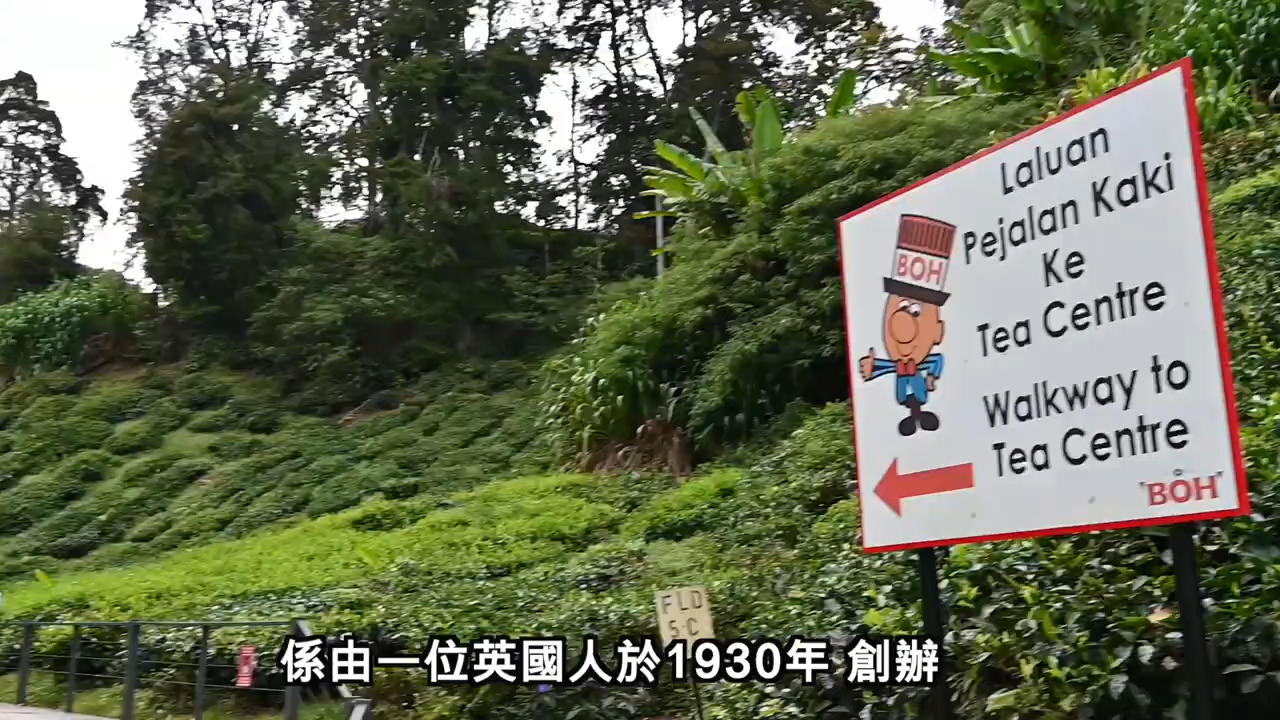 Laluan
Pejalan Kaki
Ke
Tea Centre
Walkway to
Tea Centre
BOH
"BOH"
FLD
5C
係由一位英國人於1930年 創辦